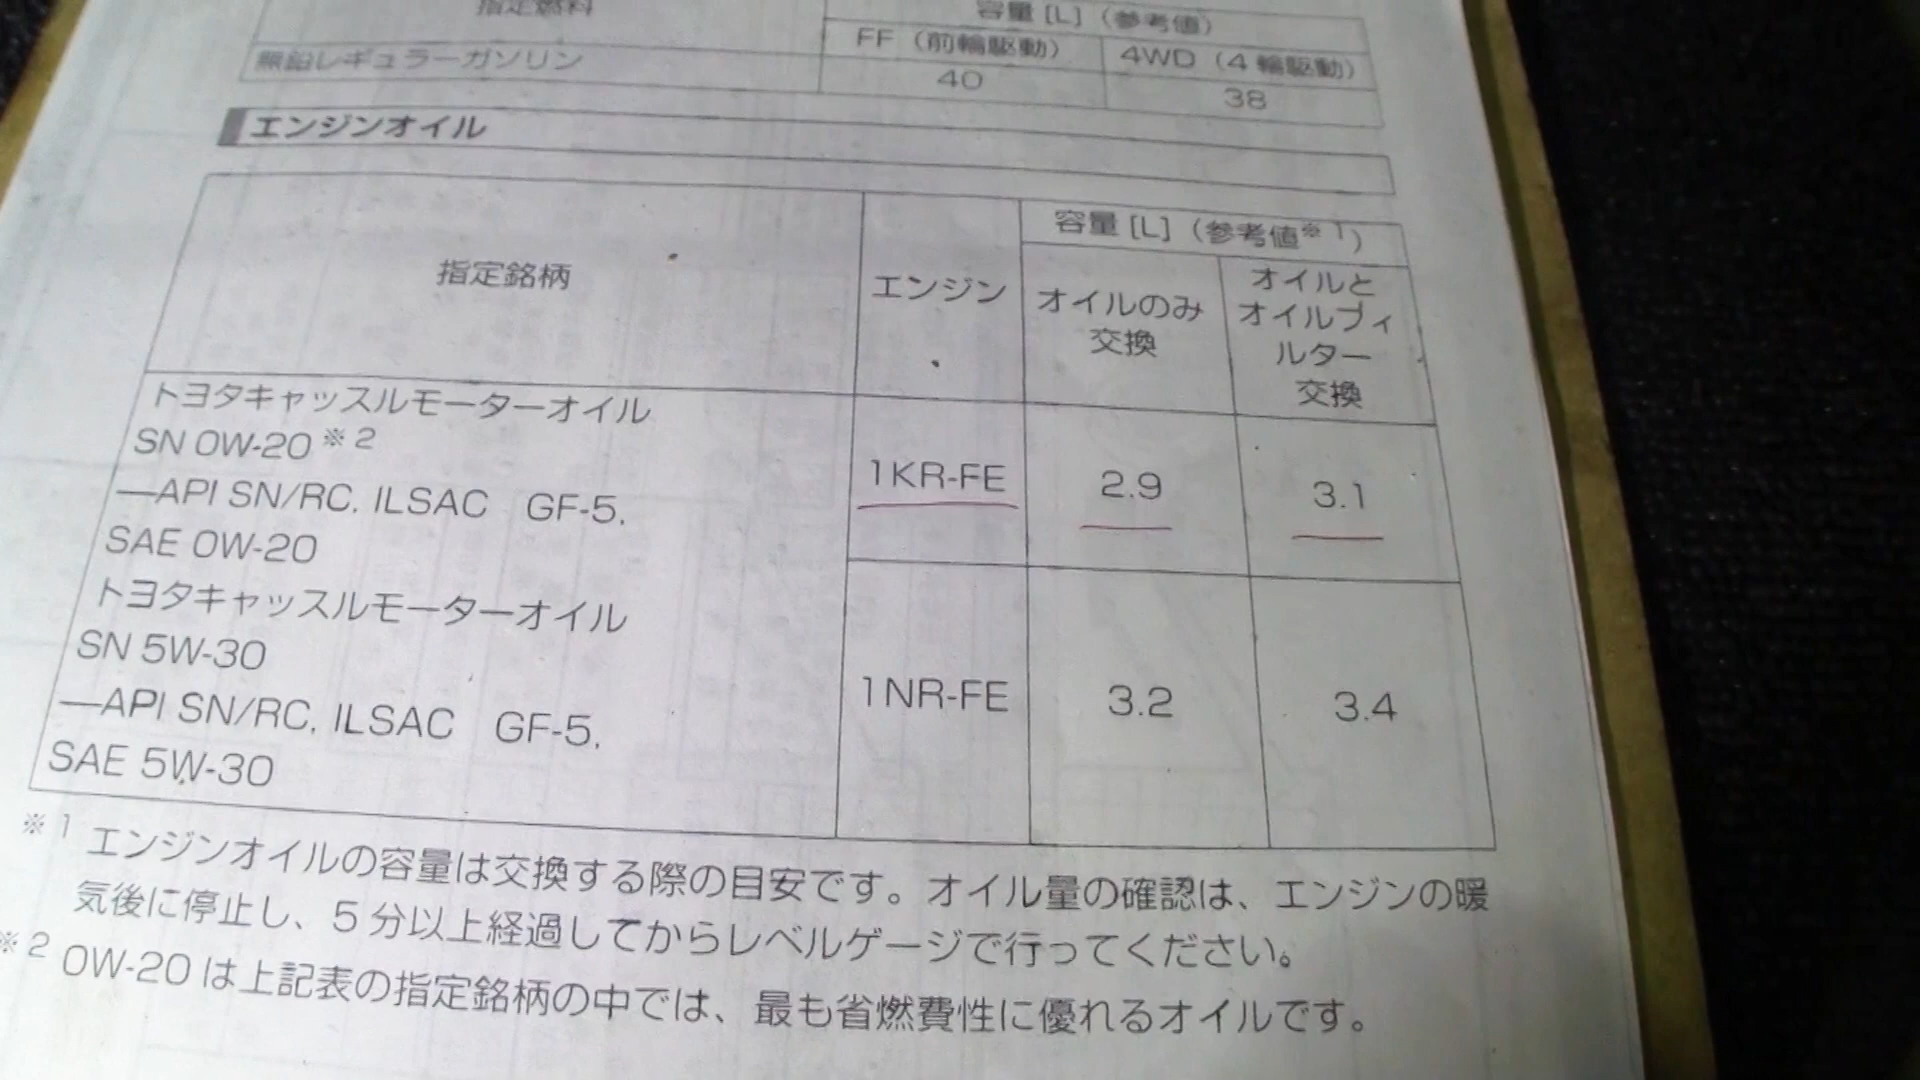 指定燃料
容量 [L]（参考値）
FF（前輪駆動）
4WD（4 輪駆動）
無鉛レギュラーガソリン
40
38
エンジンオイル
指定銘柄
エンジン
容量 [L]（参考値※1）
オイルのみ
交換
オイルと
オイルフィ
ルター
交換
トヨタキャッスルモーターオイル
SN 0W-20 ※2
—API SN/RC, ILSAC GF-5,
SAE 0W-20
トヨタキャッスルモーターオイル
SN 5W-30
—API SN/RC, ILSAC GF-5,
SAE 5W-30
1KR-FE
2.9
3.1
1NR-FE
3.2
3.4
※1 エンジンオイルの容量は交換する際の目安です。オイル量の確認は、エンジンの暖
気後に停止し、5 分以上経過してからレベルゲージで行ってください。
※2 0W-20 は上記表の指定銘柄の中では、最も省燃費性に優れるオイルです。